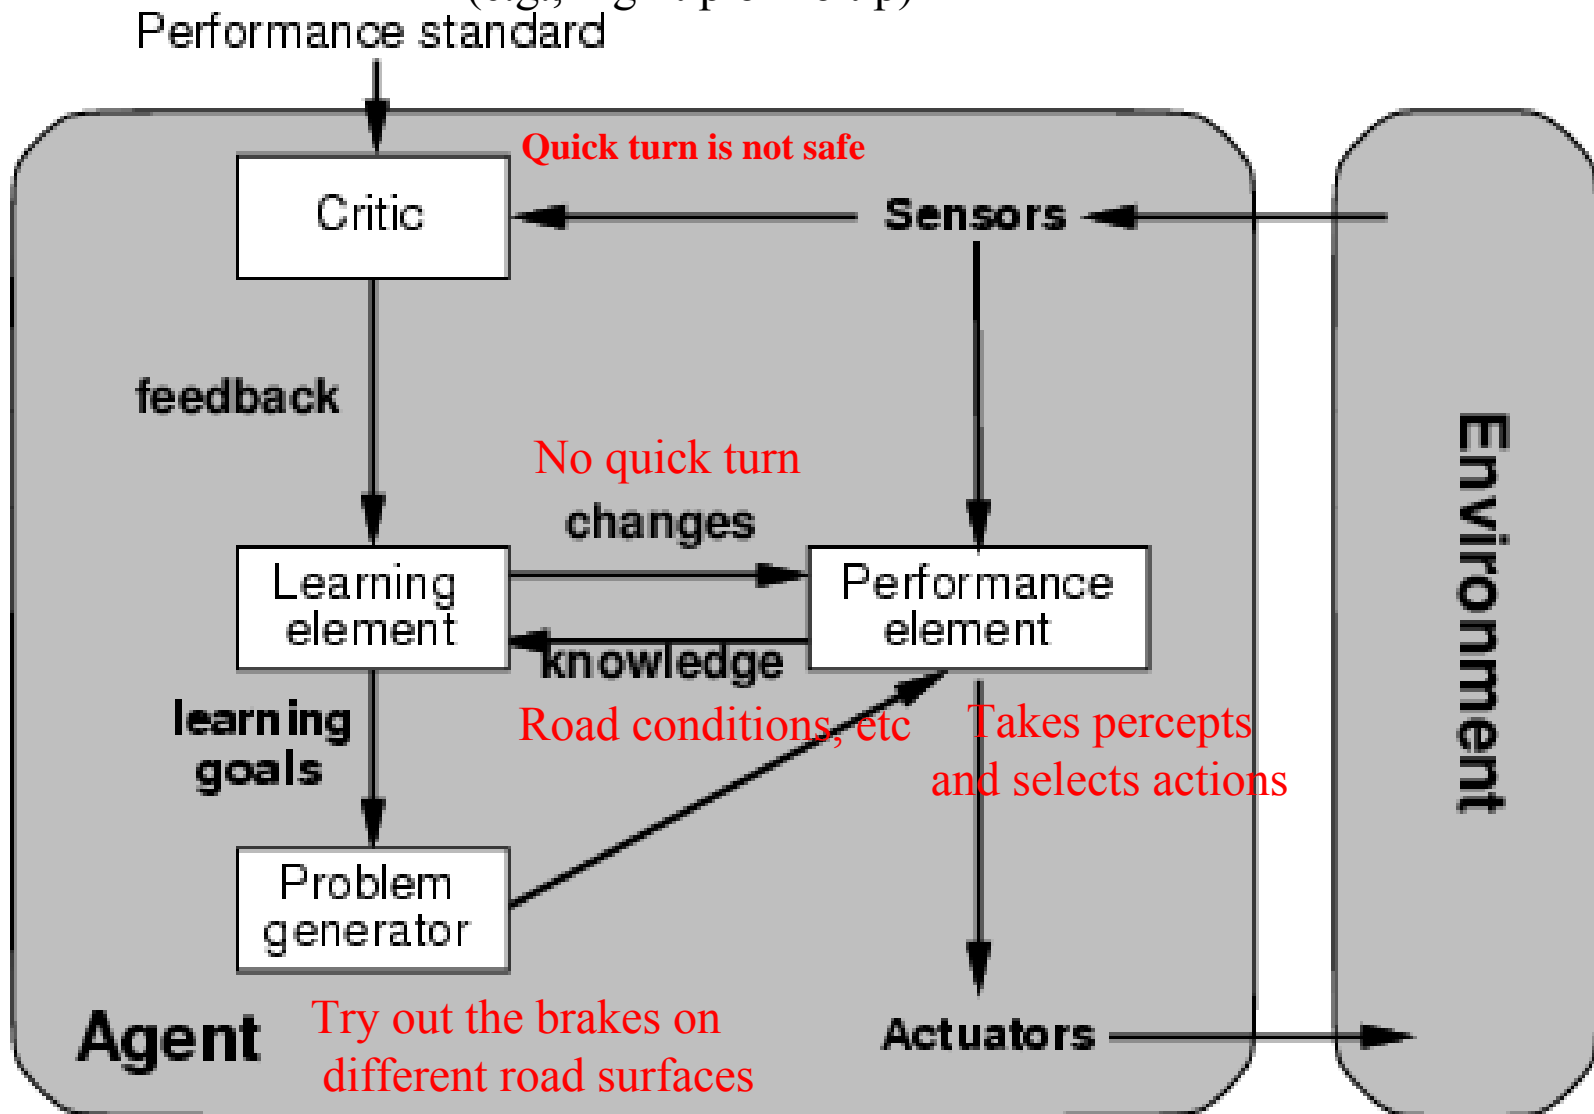 Performance standard
Quick turn is not safe
Critic
Sensors
feedback
No quick turn
changes
Learning
element
Performance
element
knowledge
learning
goals
Road conditions, etc
Takes percepts
and selects actions
Environment
Problem
generator
Agent
Try out the brakes on
different road surfaces
Actuators